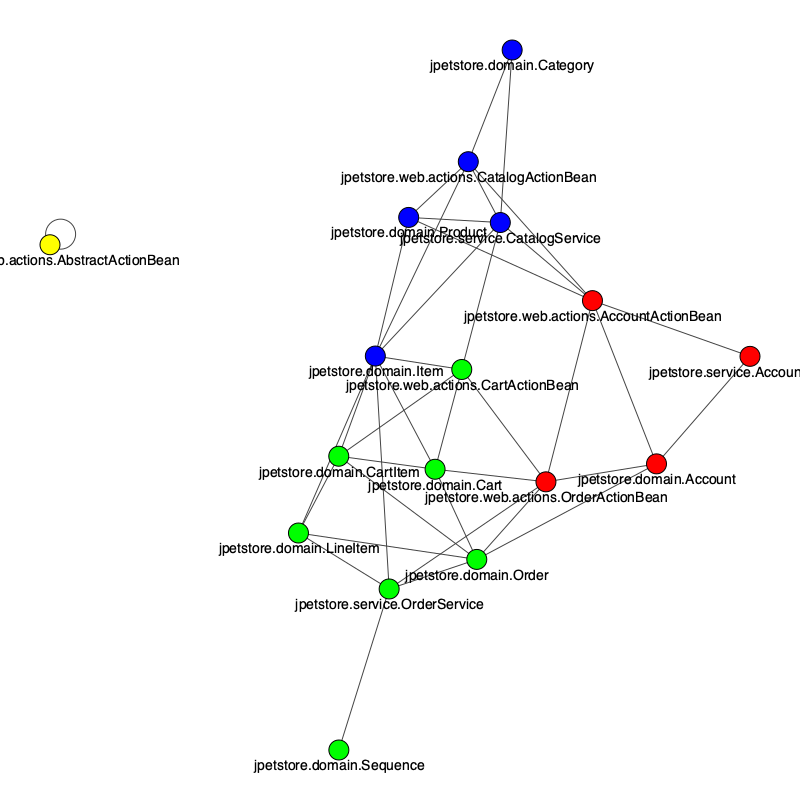 jpetstore.domain.Category
jpetstore.web.actions.CatalogActionBean
jpetstore.domain.Product
jpetstore.service.CatalogService
b.actions.AbstractActionBean
jpetstore.web.actions.AccountActionBean
jpetstore.domain.Item
jpetstore.service.Accoun
jpetstore.web.actions.CartActionBean
jpetstore.domain.CartItem
jpetstore.domain.Account
jpetstore.domain.Cart
jpetstore.web.actions.OrderActionBean
jpetstore.domain.LineItem
jpetstore.domain.Order
jpetstore.service.OrderService
jpetstore.domain.Sequence